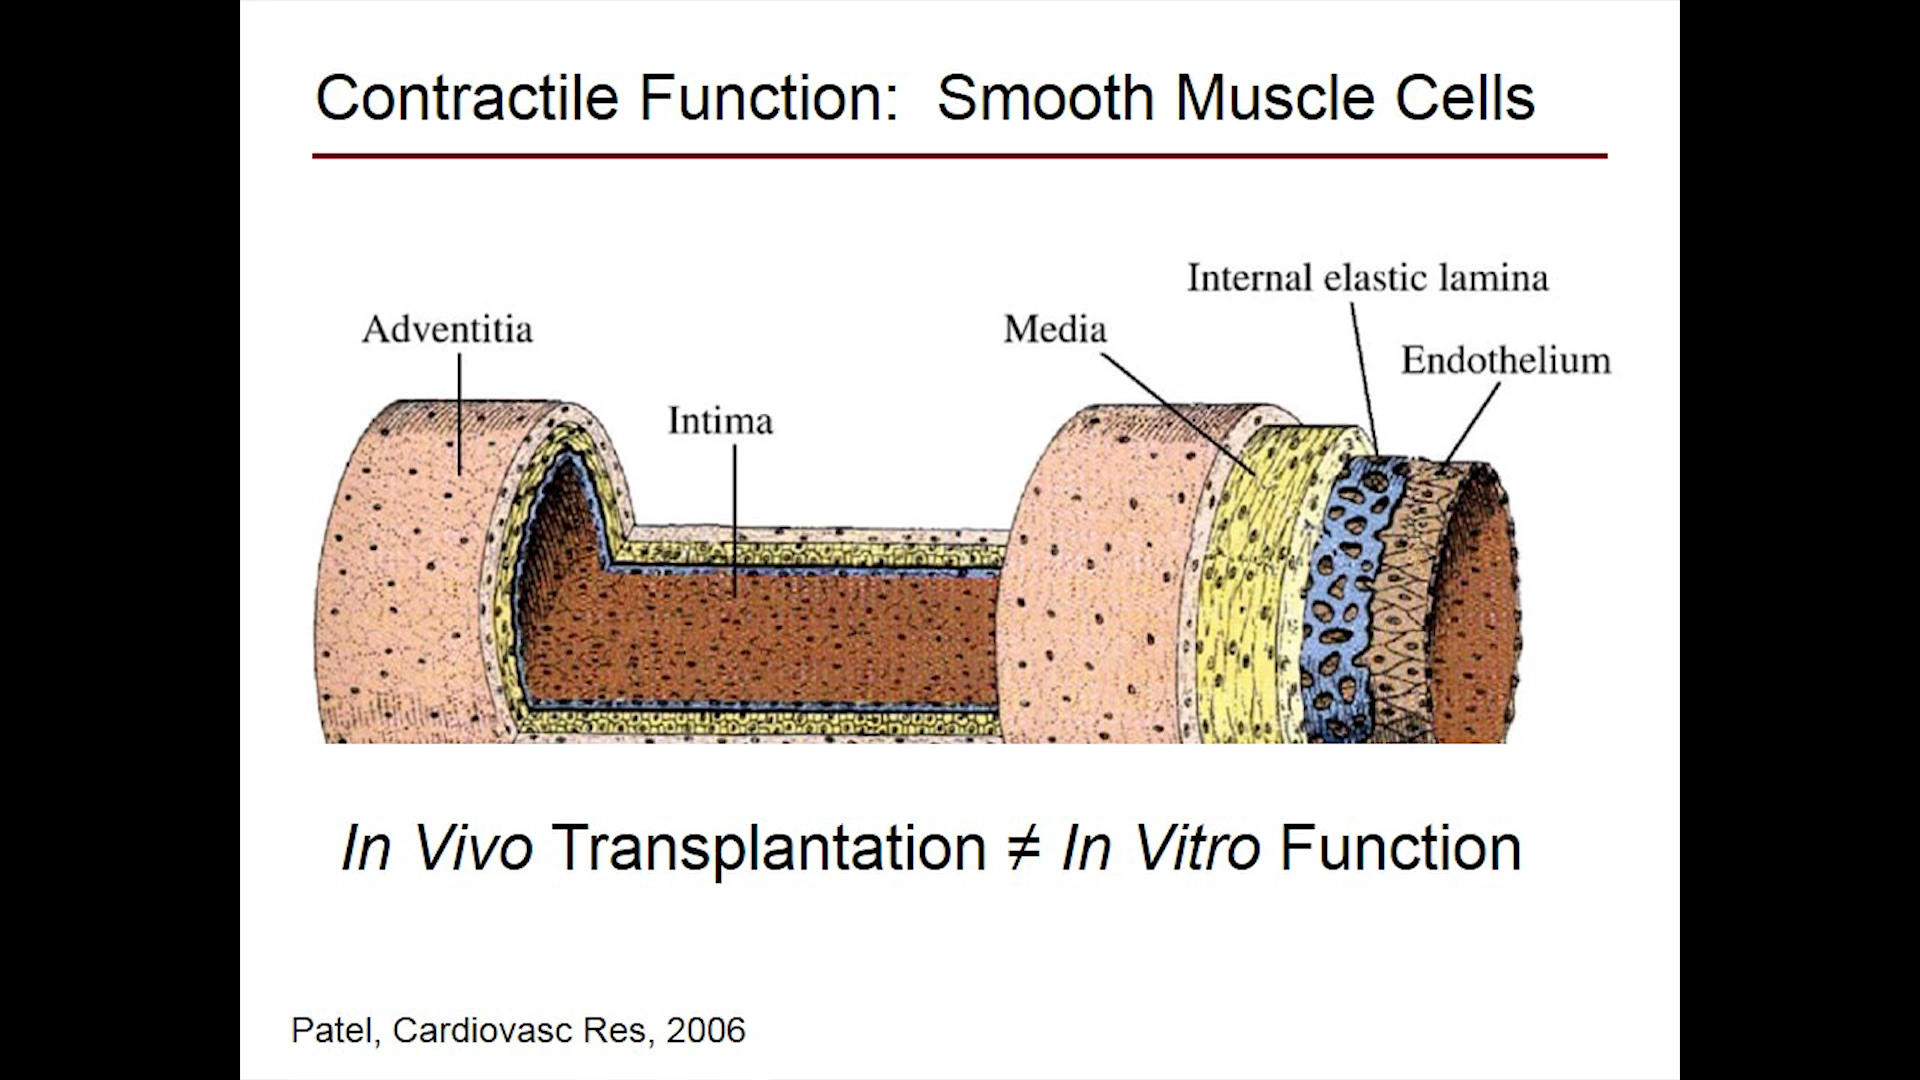 Contractile Function: Smooth Muscle Cells
Internal elastic lamina
Adventitia
Media
Endothelium
Intima
In Vivo Transplantation ≠ In Vitro Function
Patel, Cardiovasc Res, 2006